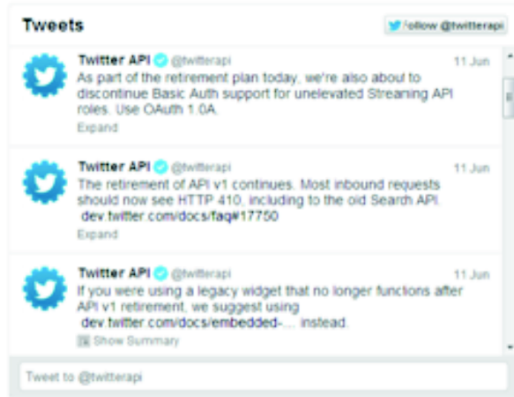 Tweets
Follow @twitterapi
Twitter API @twitterapi 11 Jun
As part of the retirement plan today, we're also about to
discontinue Basic Auth support for unelevated Streaming API
roles. Use OAuth 1.0A.
Expand
Twitter API @twitterapi 11 Jun
The retirement of API v1 continues. Most inbound requests
should now see HTTP 410, including to the old Search API.
dev.twitter.com/docs/faq#17750
Expand
Twitter API @twitterapi 11 Jun
If you were using a legacy widget that no longer functions after
API v1 retirement, we suggest using
dev.twitter.com/docs/embedded-... instead.
Show Summary
Tweet to @twitterapi